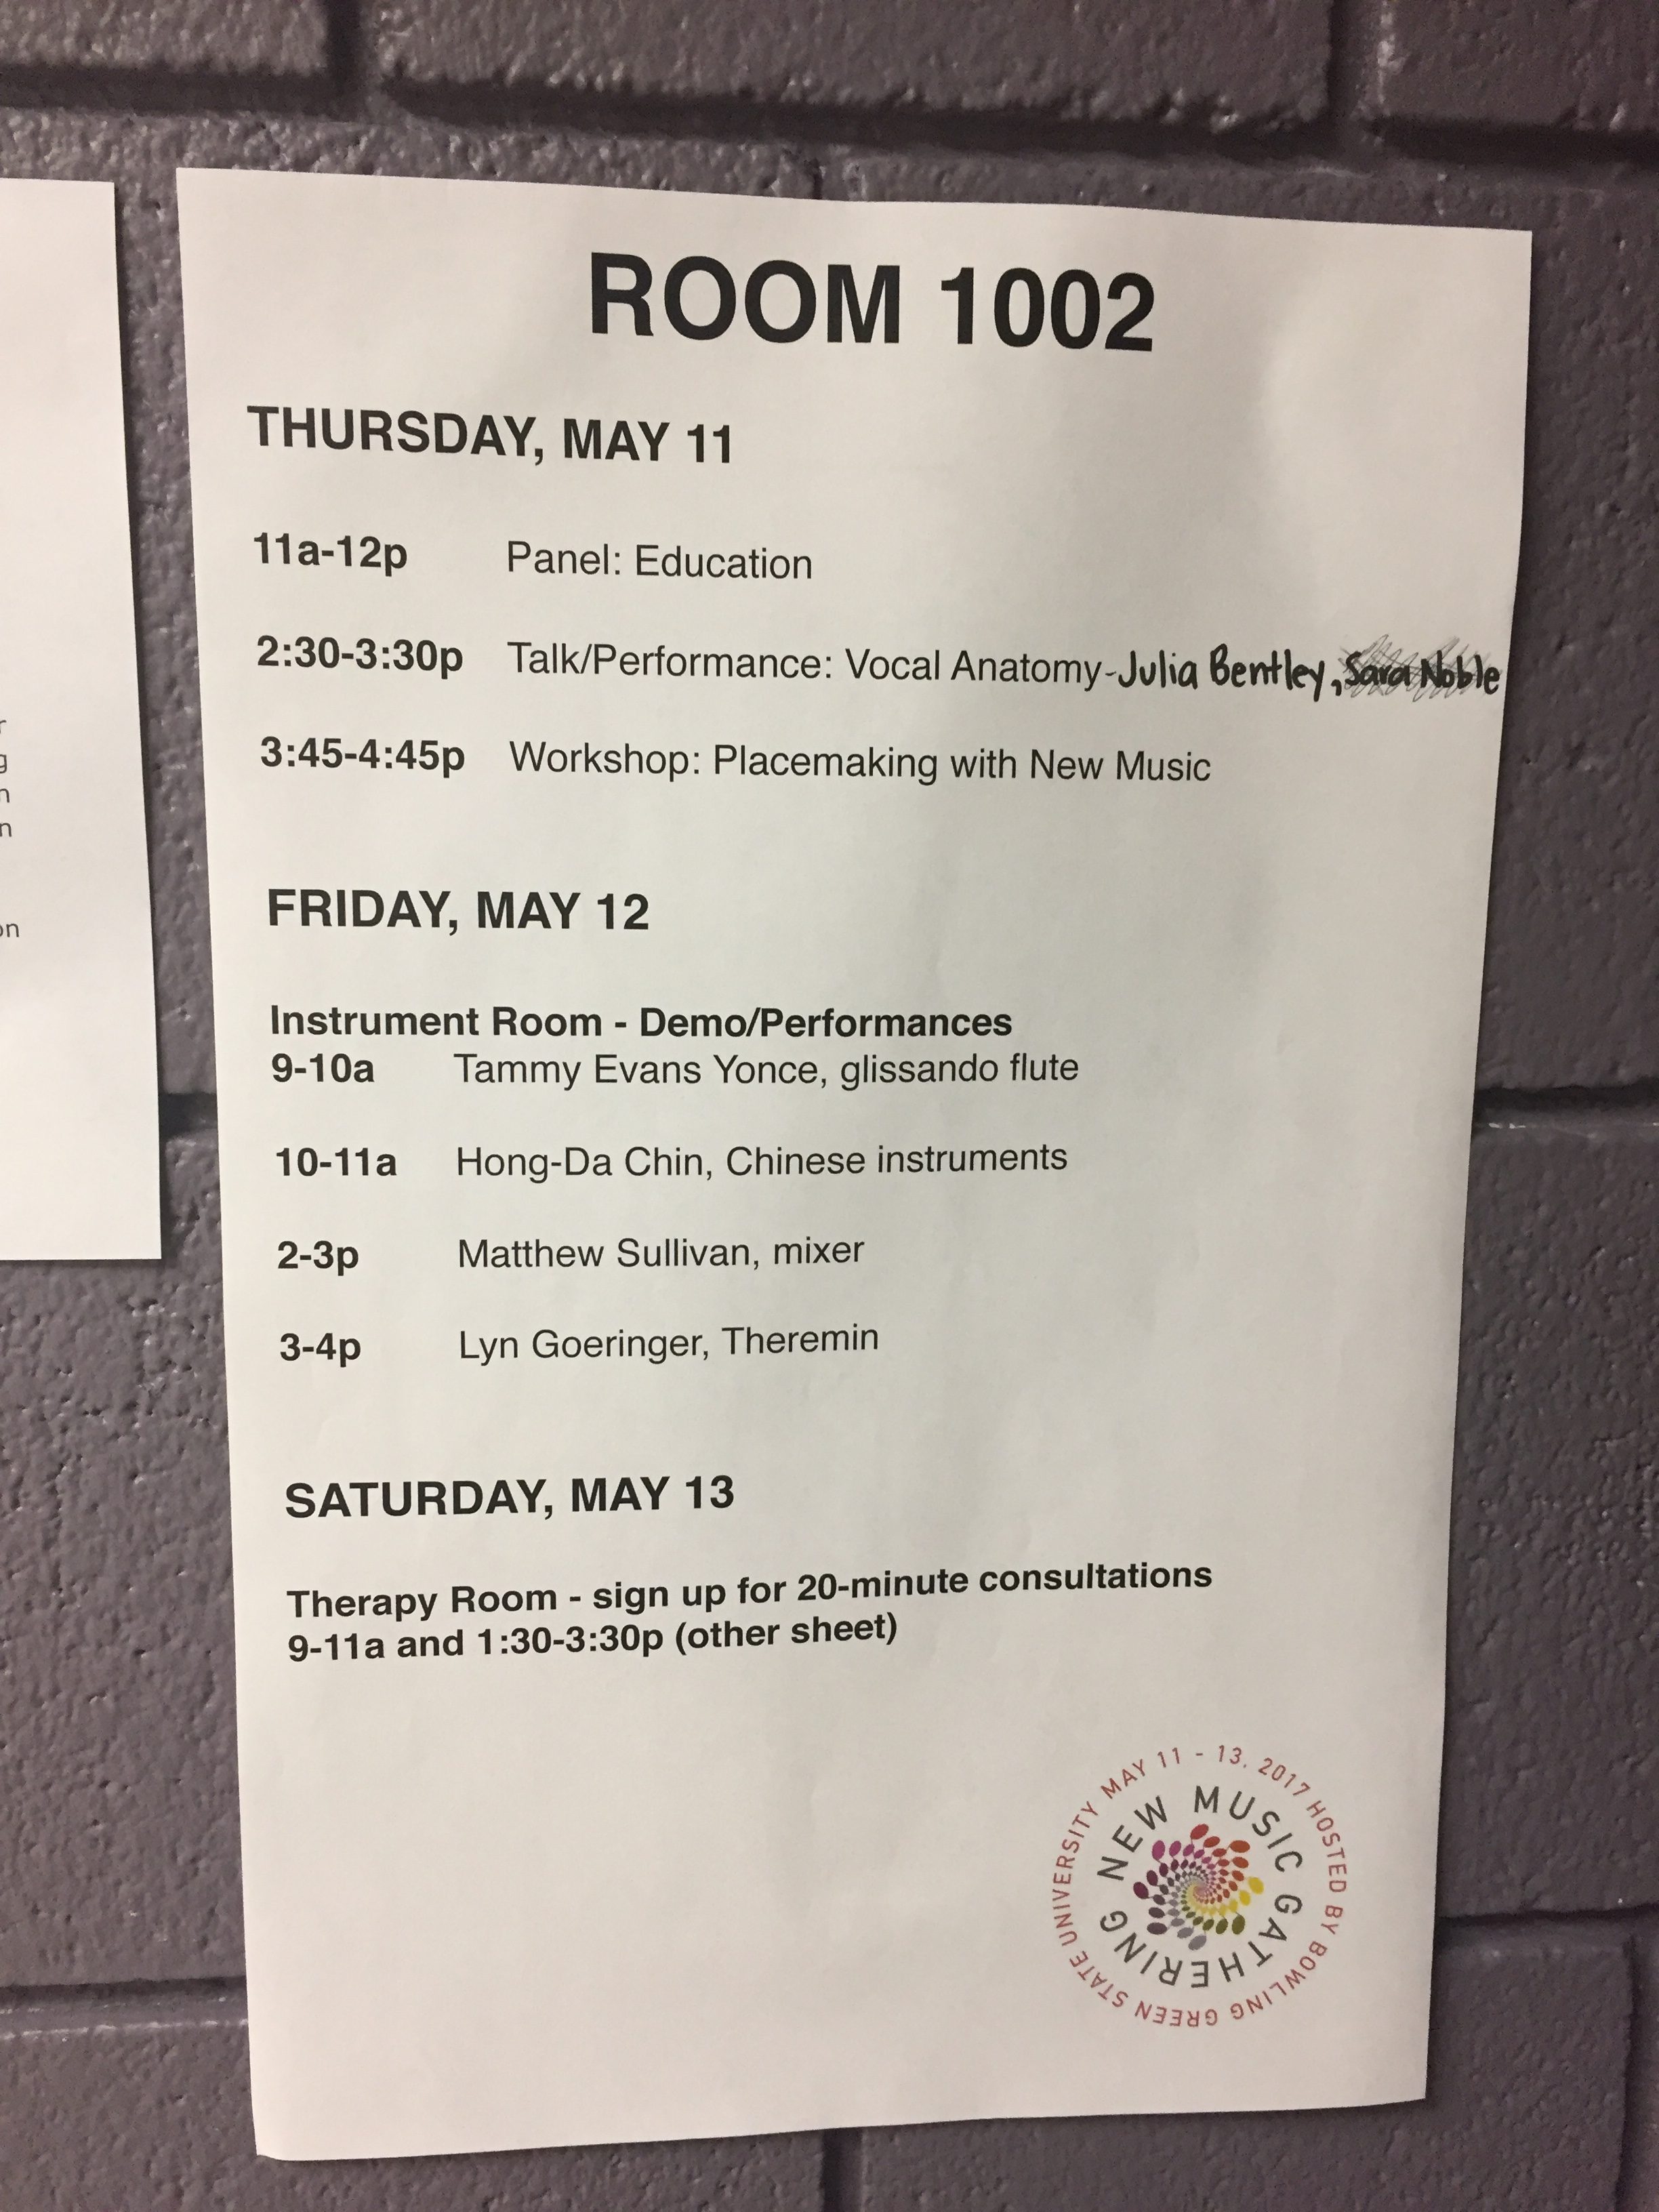 ROOM 1002
THURSDAY, MAY 11
11a-12p Panel: Education
2:30-3:30p Talk/Performance: Vocal Anatomy-Julia Bentley, Sara Noble
3:45-4:45p Workshop: Placemaking with New Music
FRIDAY, MAY 12
Instrument Room - Demo/Performances
9-10a Tammy Evans Yonce, glissando flute
10-11a Hong-Da Chin, Chinese instruments
2-3p Matthew Sullivan, mixer
3-4p Lyn Goeringer, Theremin
SATURDAY, MAY 13
Therapy Room - sign up for 20-minute consultations
9-11a and 1:30-3:30p (other sheet)
MAY 11 - 13, 2017 HOSTED BY BOWLING GREEN STATE UNIVERSITY
NEW MUSIC GATHERING